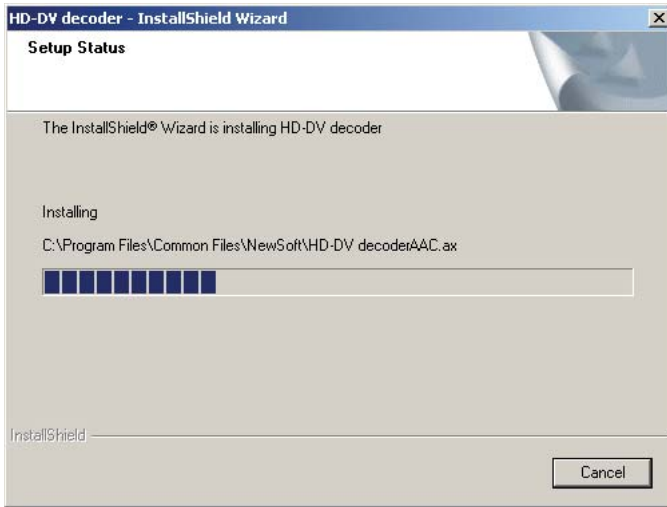 HD-DV decoder - InstallShield Wizard
Setup Status
The InstallShield® Wizard is installing HD-DV decoder
Installing
C:\Program Files\Common Files\NewSoft\HD-DV decoderAAC.ax
InstallShield
Cancel